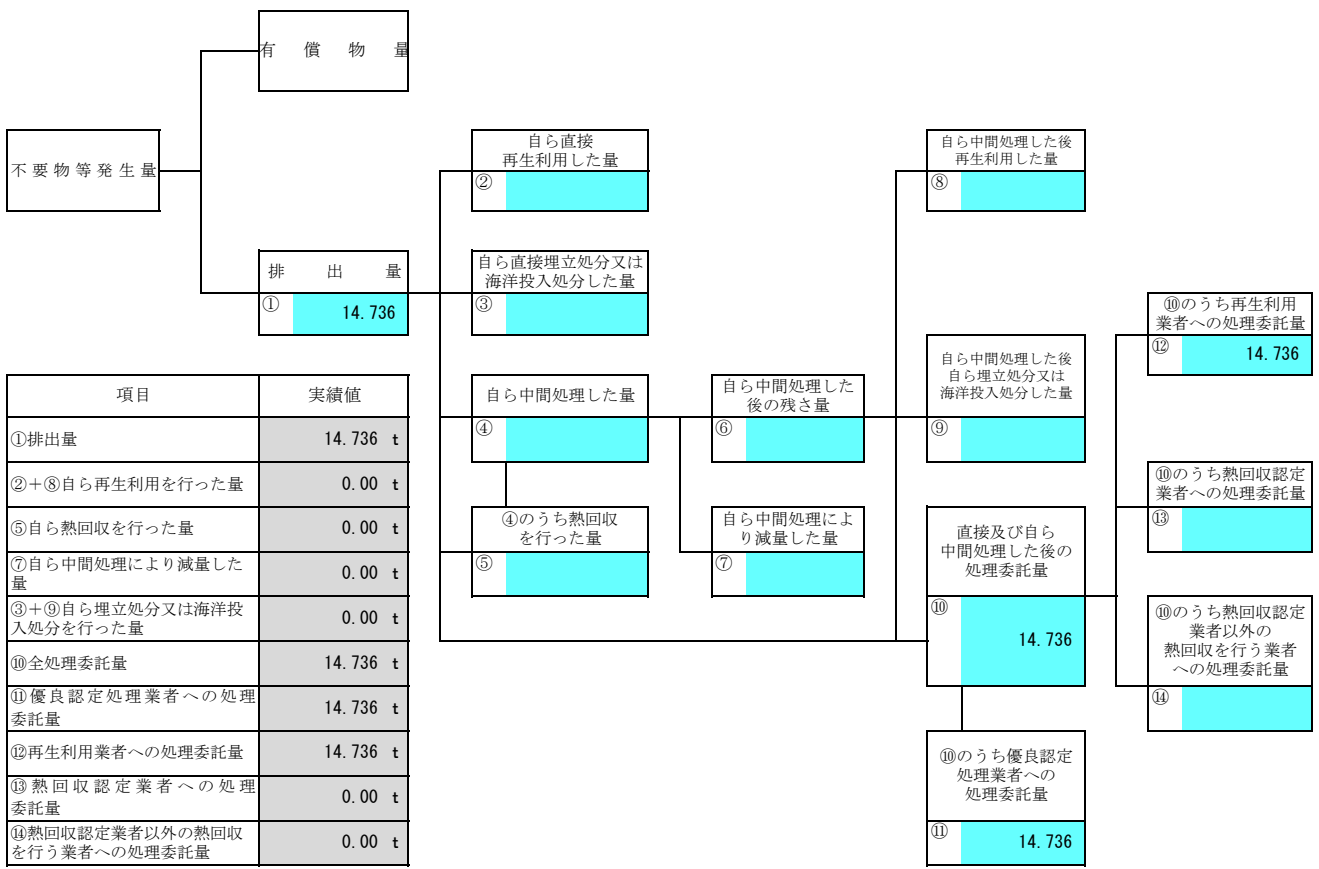 有償物量
不要物等発生量
排出量
① 14.736
自ら直接
再生利用した量
②
自ら直接埋立処分又は
海洋投入処分した量
③
自ら中間処理した量
④
④のうち熱回収
を行った量
⑤
自ら中間処理した
後の残さ量
⑥
自ら中間処理によ
り減量した量
⑦
自ら中間処理した後
再生利用した量
⑧
自ら中間処理した後
自ら埋立処分又は
海洋投入処分した量
⑨
直接及び自ら
中間処理した後の
処理委託量
⑩ 14.736
⑩のうち優良認定
処理業者への
処理委託量
⑪ 14.736
⑩のうち再生利用
業者への処理委託量
⑫ 14.736
⑩のうち熱回収認定
業者への処理委託量
⑬
⑩のうち熱回収認定
業者以外の
熱回収を行う業者
への処理委託量
⑭
項目 実績値
①排出量 14.736 t
②+⑧自ら再生利用を行った量 0.00 t
⑤自ら熱回収を行った量 0.00 t
⑦自ら中間処理により減量した
量 0.00 t
③+⑨自ら埋立処分又は海洋投
入処分を行った量 0.00 t
⑩全処理委託量 14.736 t
⑪優良認定処理業者への処理
委託量 14.736 t
⑫再生利用業者への処理委託量 14.736 t
⑬熱回収認定業者への処理
委託量 0.00 t
⑭熱回収認定業者以外の熱回収
を行う業者への処理委託量 0.00 t